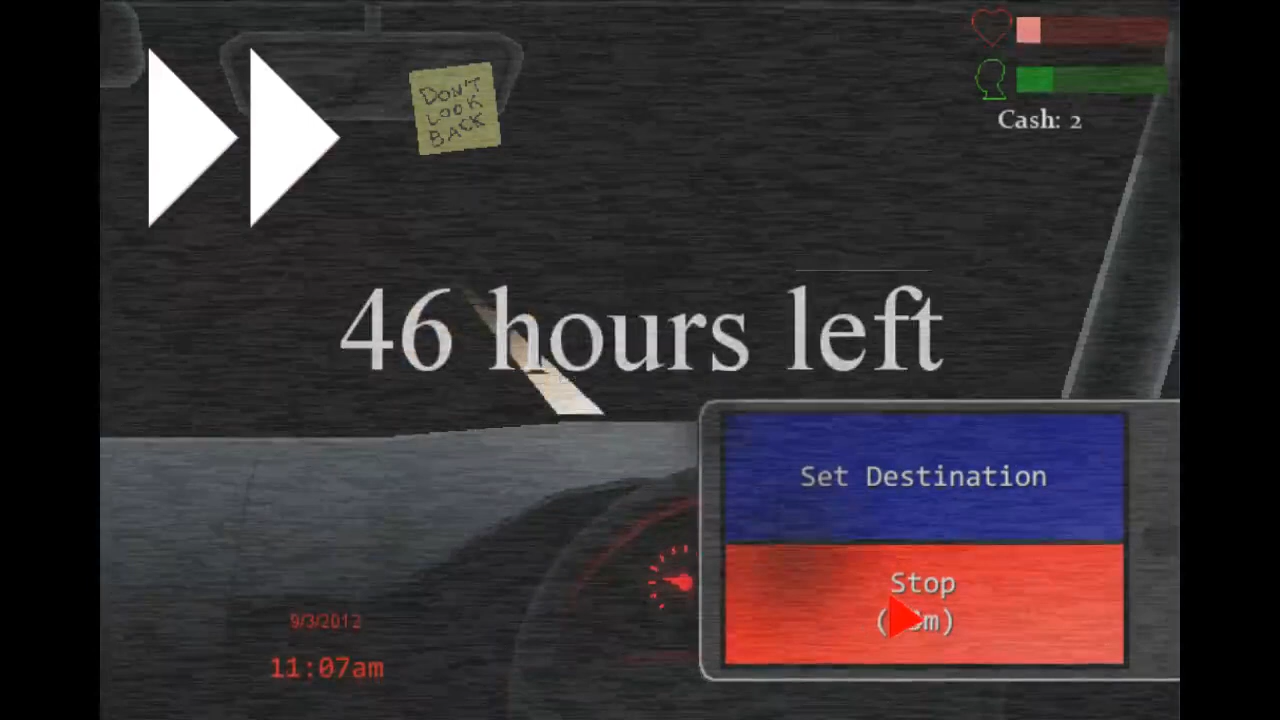 DON'T
LOOK
BACK
Cash: 2
46 hours left
Set Destination
Stop
9/3/2012
11:07am